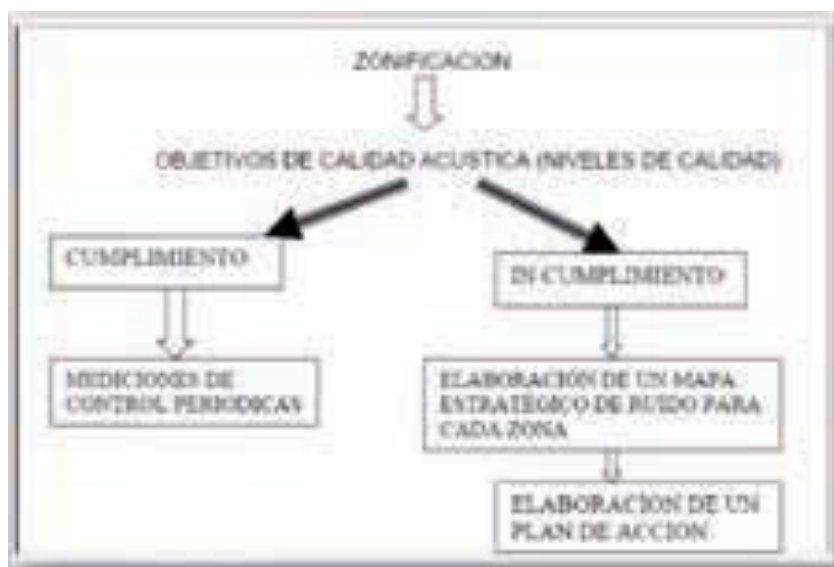 ZONIFICACION
OBJETIVOS DE CALIDAD ACUSTICA (NIVELES DE CALIDAD)
CUMPLIMIENTO
IN CUMPLIMIENTO
MEDICIONES DE
CONTROL PERIODICAS
ELABORACIÓN DE UN MAPA
ESTRATÉGICO DE RUIDO PARA
CADA ZONA
ELABORACION DE UN
PLAN DE ACCION.